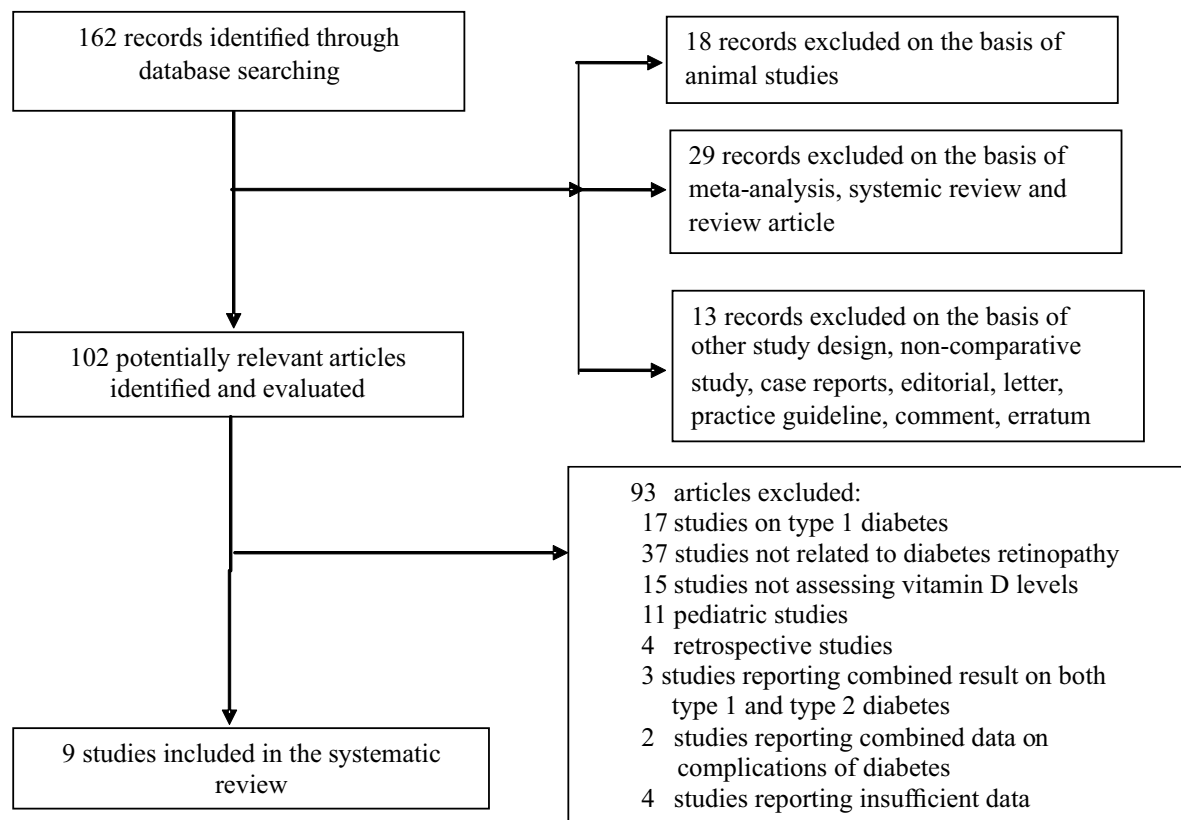 162 records identified through
database searching
18 records excluded on the basis of
animal studies
29 records excluded on the basis of
meta-analysis, systemic review and
review article
13 records excluded on the basis of
other study design, non-comparative
study, case reports, editorial, letter,
practice guideline, comment, erratum
102 potentially relevant articles
identified and evaluated
93 articles excluded:
17 studies on type 1 diabetes
37 studies not related to diabetes retinopathy
15 studies not assessing vitamin D levels
11 pediatric studies
4 retrospective studies
3 studies reporting combined result on both
type 1 and type 2 diabetes
2 studies reporting combined data on
complications of diabetes
4 studies reporting insufficient data
9 studies included in the systematic
review